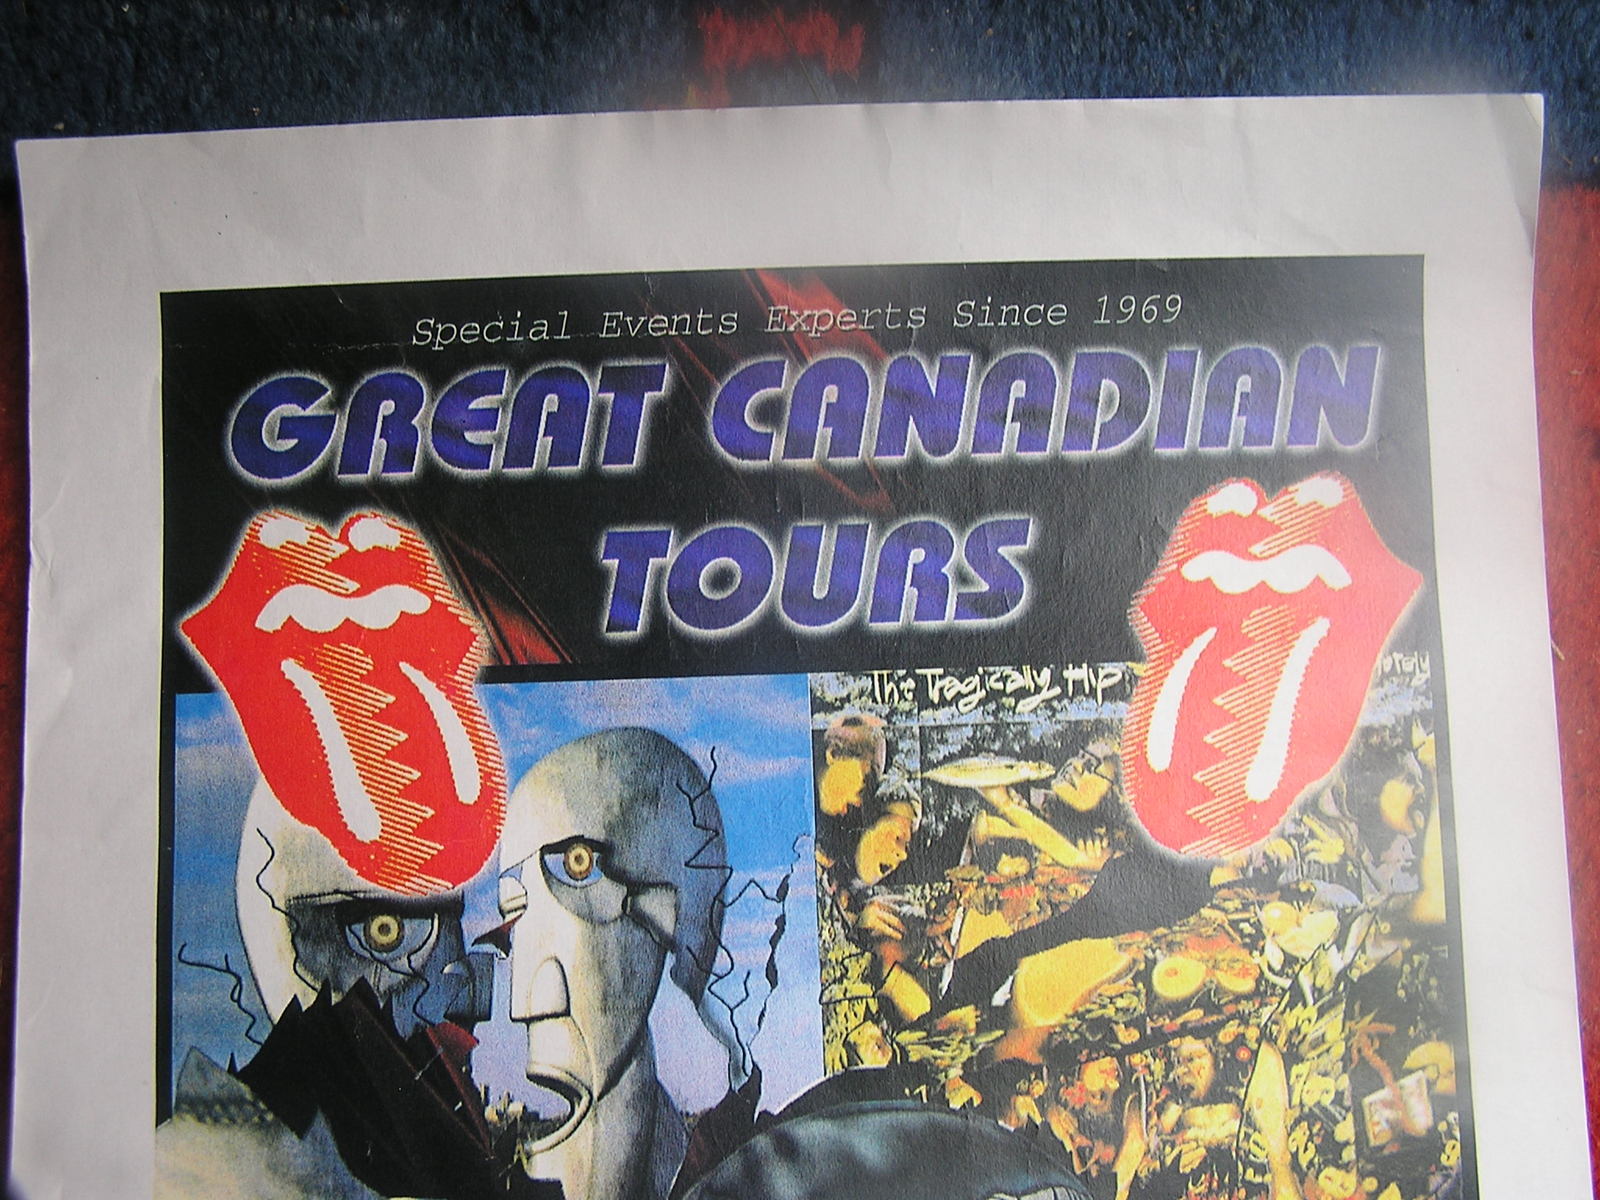 Special Events Experts Since 1969
GREAT CANADIAN
TOURS
The Tragically Hip